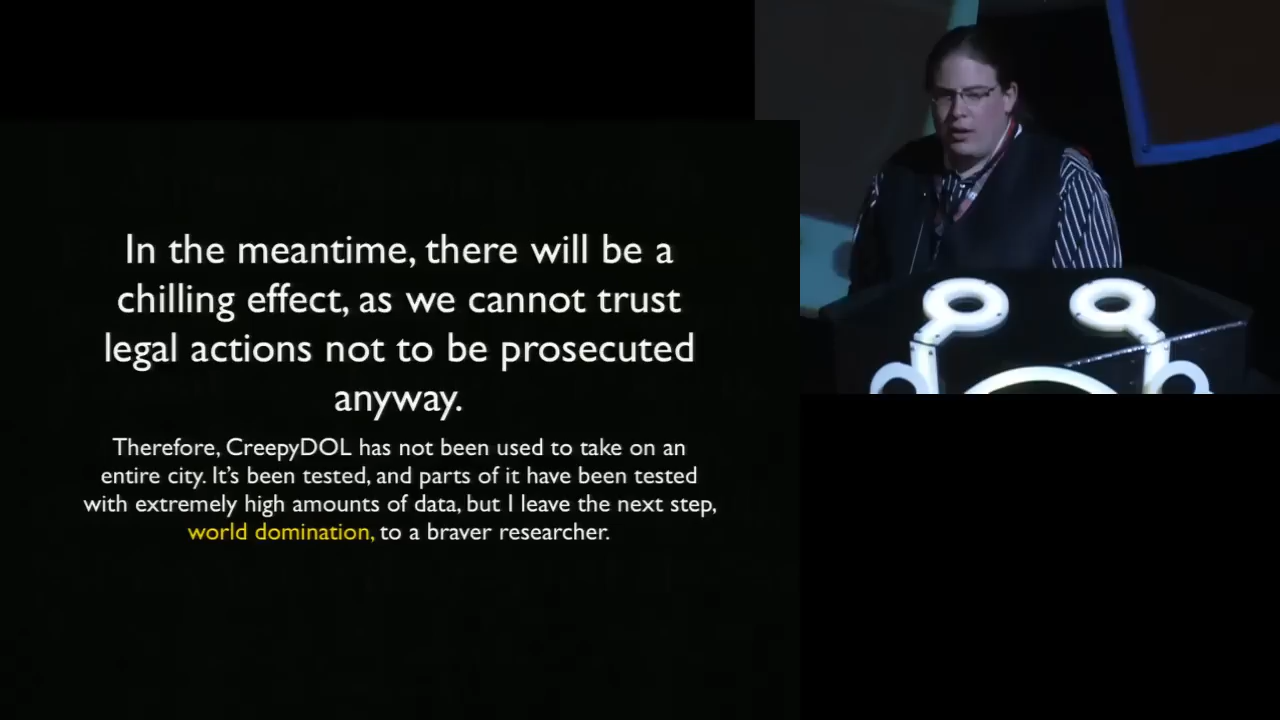 In the meantime, there will be a
chilling effect, as we cannot trust
legal actions not to be prosecuted
anyway.
Therefore, CreepyDOL has not been used to take on an
entire city. It's been tested, and parts of it have been tested
with extremely high amounts of data, but I leave the next step,
world domination, to a braver researcher.